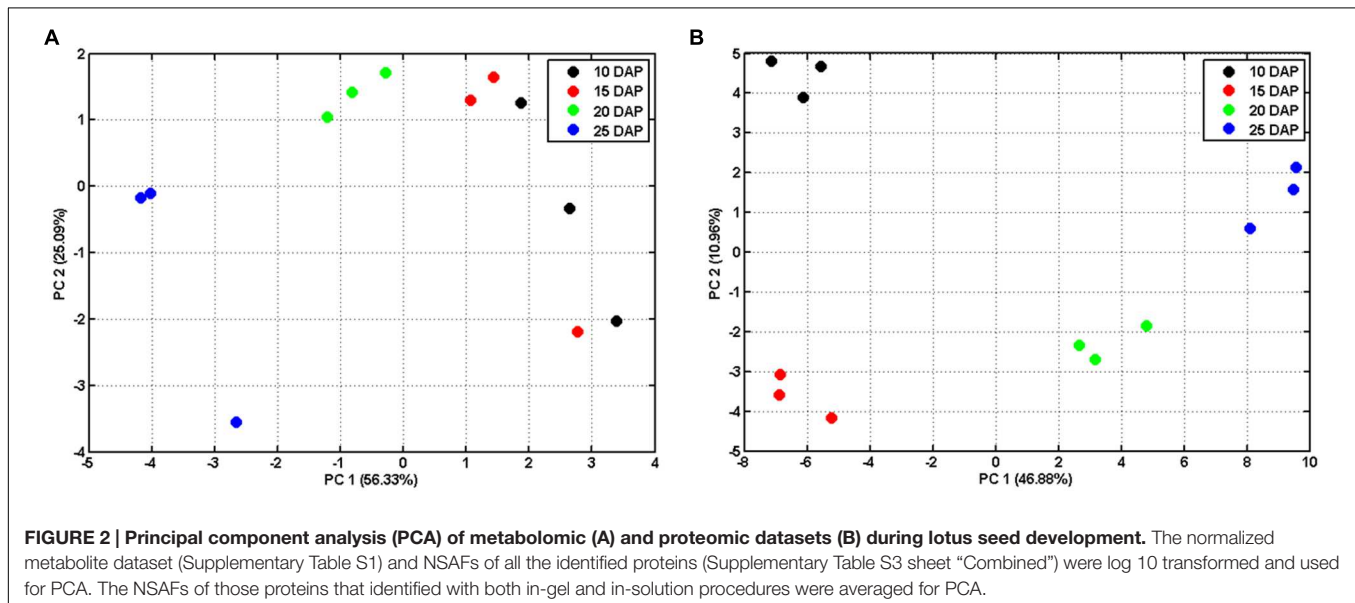 A
2
1
0
-1
-2
-3
-4
-5
-4
-3
-2
-1
0
1
2
3
4
PC 2 (25.09%)
PC 1 (56.33%)
10 DAP
15 DAP
20 DAP
25 DAP
B
5
4
3
2
1
0
-1
-2
-3
-4
-5
-8
-6
-4
-2
0
2
4
6
8
10
PC 2 (10.96%)
PC 1 (46.88%)
10 DAP
15 DAP
20 DAP
25 DAP
FIGURE 2 | Principal component analysis (PCA) of metabolomic (A) and proteomic datasets (B) during lotus seed development. The normalized
metabolite dataset (Supplementary Table S1) and NSAFs of all the identified proteins (Supplementary Table S3 sheet “Combined”) were log 10 transformed and used
for PCA. The NSAFs of those proteins that identified with both in-gel and in-solution procedures were averaged for PCA.